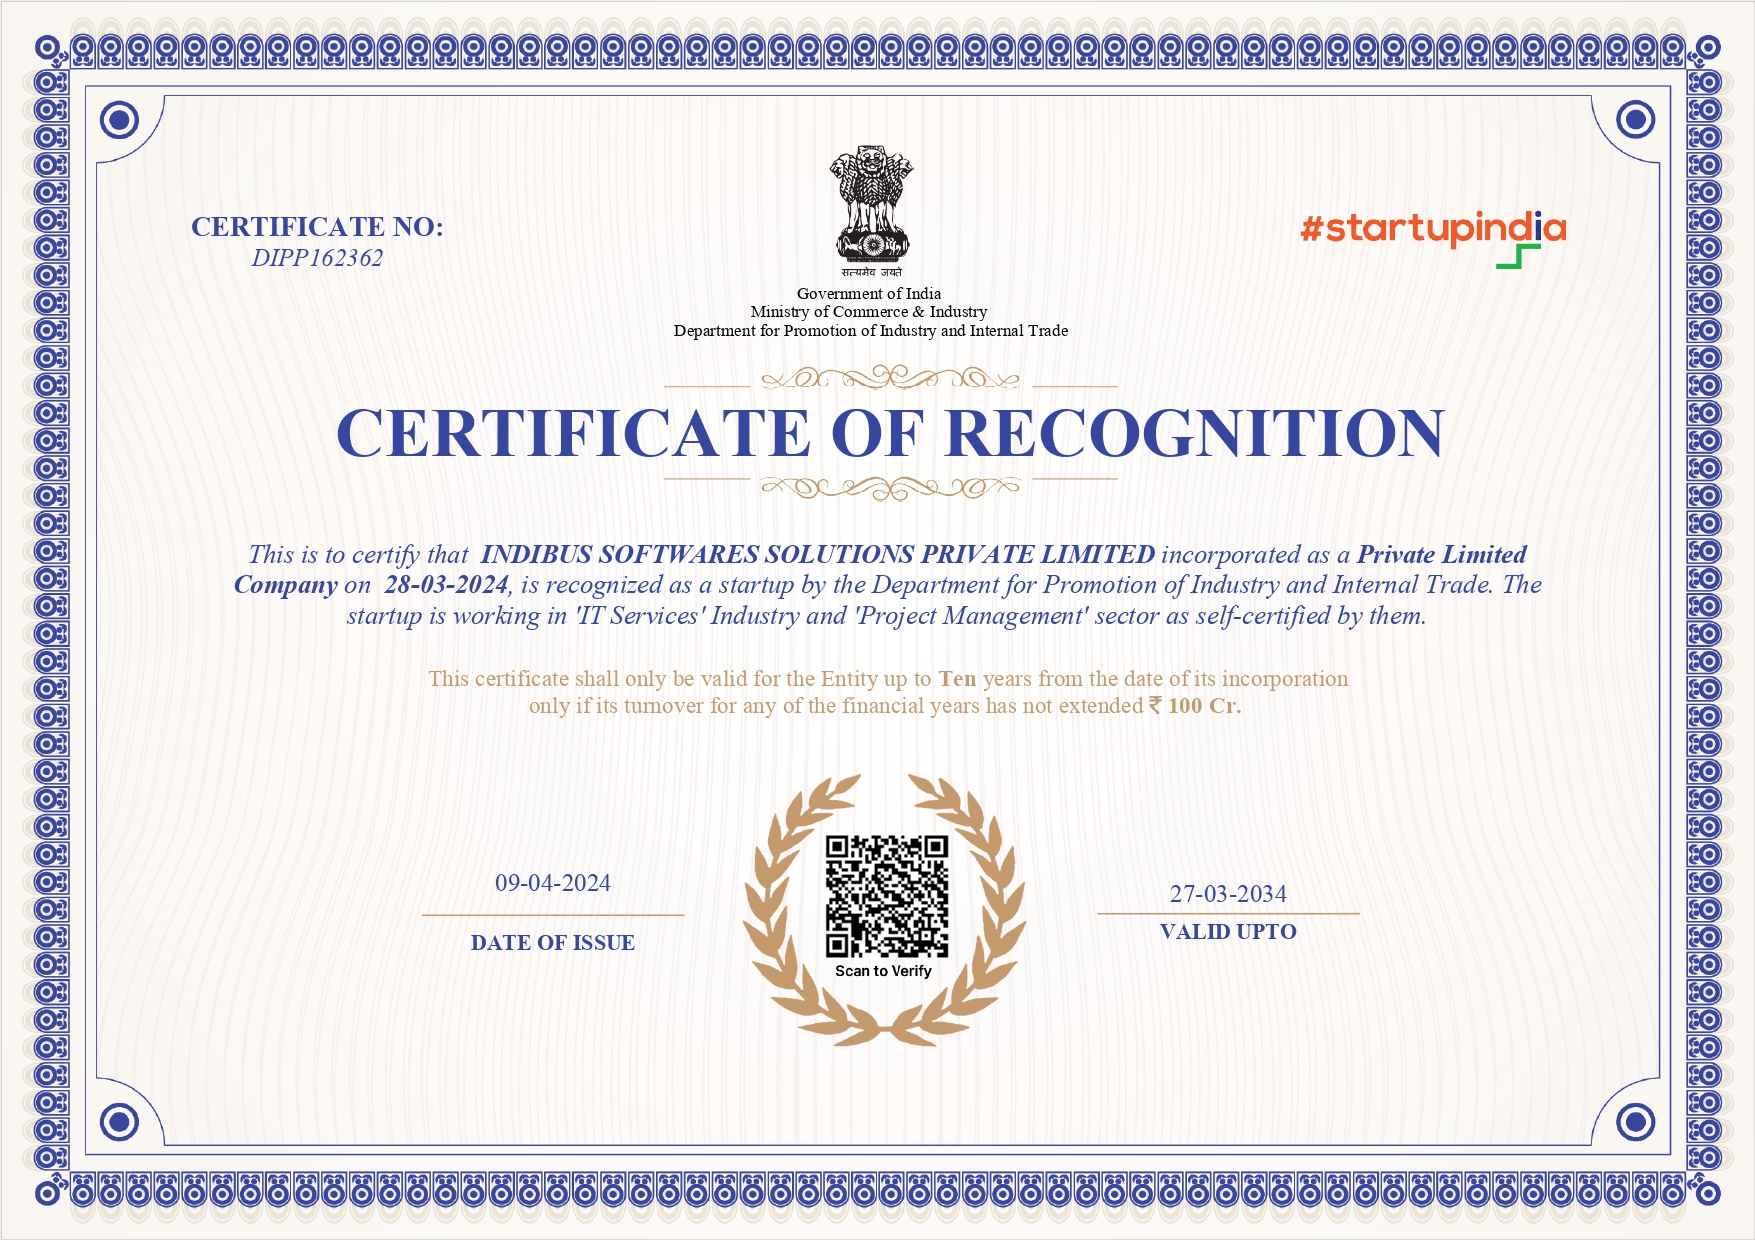 CERTIFICATE NO:
DIPP162362
#startupindia
सत्यमेव जयते
Government of India
Ministry of Commerce & Industry
Department for Promotion of Industry and Internal Trade
CERTIFICATE OF RECOGNITION
This is to certify that INDIBUS SOFTWARES SOLUTIONS PRIVATE LIMITED incorporated as a Private Limited
Company on 28-03-2024, is recognized as a startup by the Department for Promotion of Industry and Internal Trade. The
startup is working in 'IT Services' Industry and 'Project Management' sector as self-certified by them.
This certificate shall only be valid for the Entity up to Ten years from the date of its incorporation
only if its turnover for any of the financial years has not extended ₹ 100 Cr.
09-04-2024
DATE OF ISSUE
Scan to Verify
27-03-2034
VALID UPTO